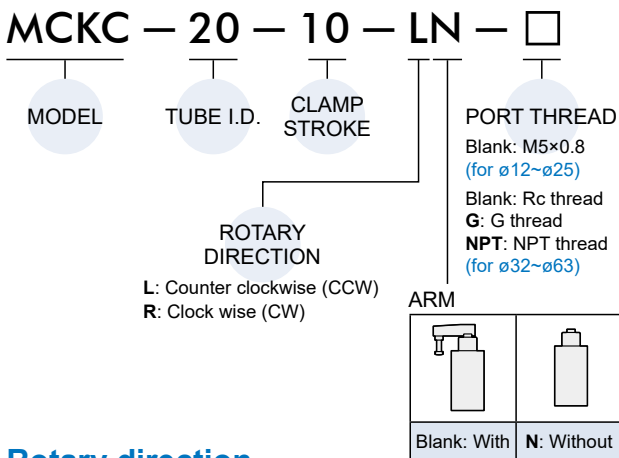 MCKC – 20 – 10 – LN – □
MODEL
TUBE I.D.
CLAMP
STROKE
PORT THREAD
Blank: M5×0.8
(for ø12~ø25)
Blank: Rc thread
G: G thread
NPT: NPT thread
(for ø32~ø63)
ROTARY
DIRECTION
L: Counter clockwise (CCW)
R: Clock wise (CW)
ARM
Blank: With
N: Without
Rotary direction